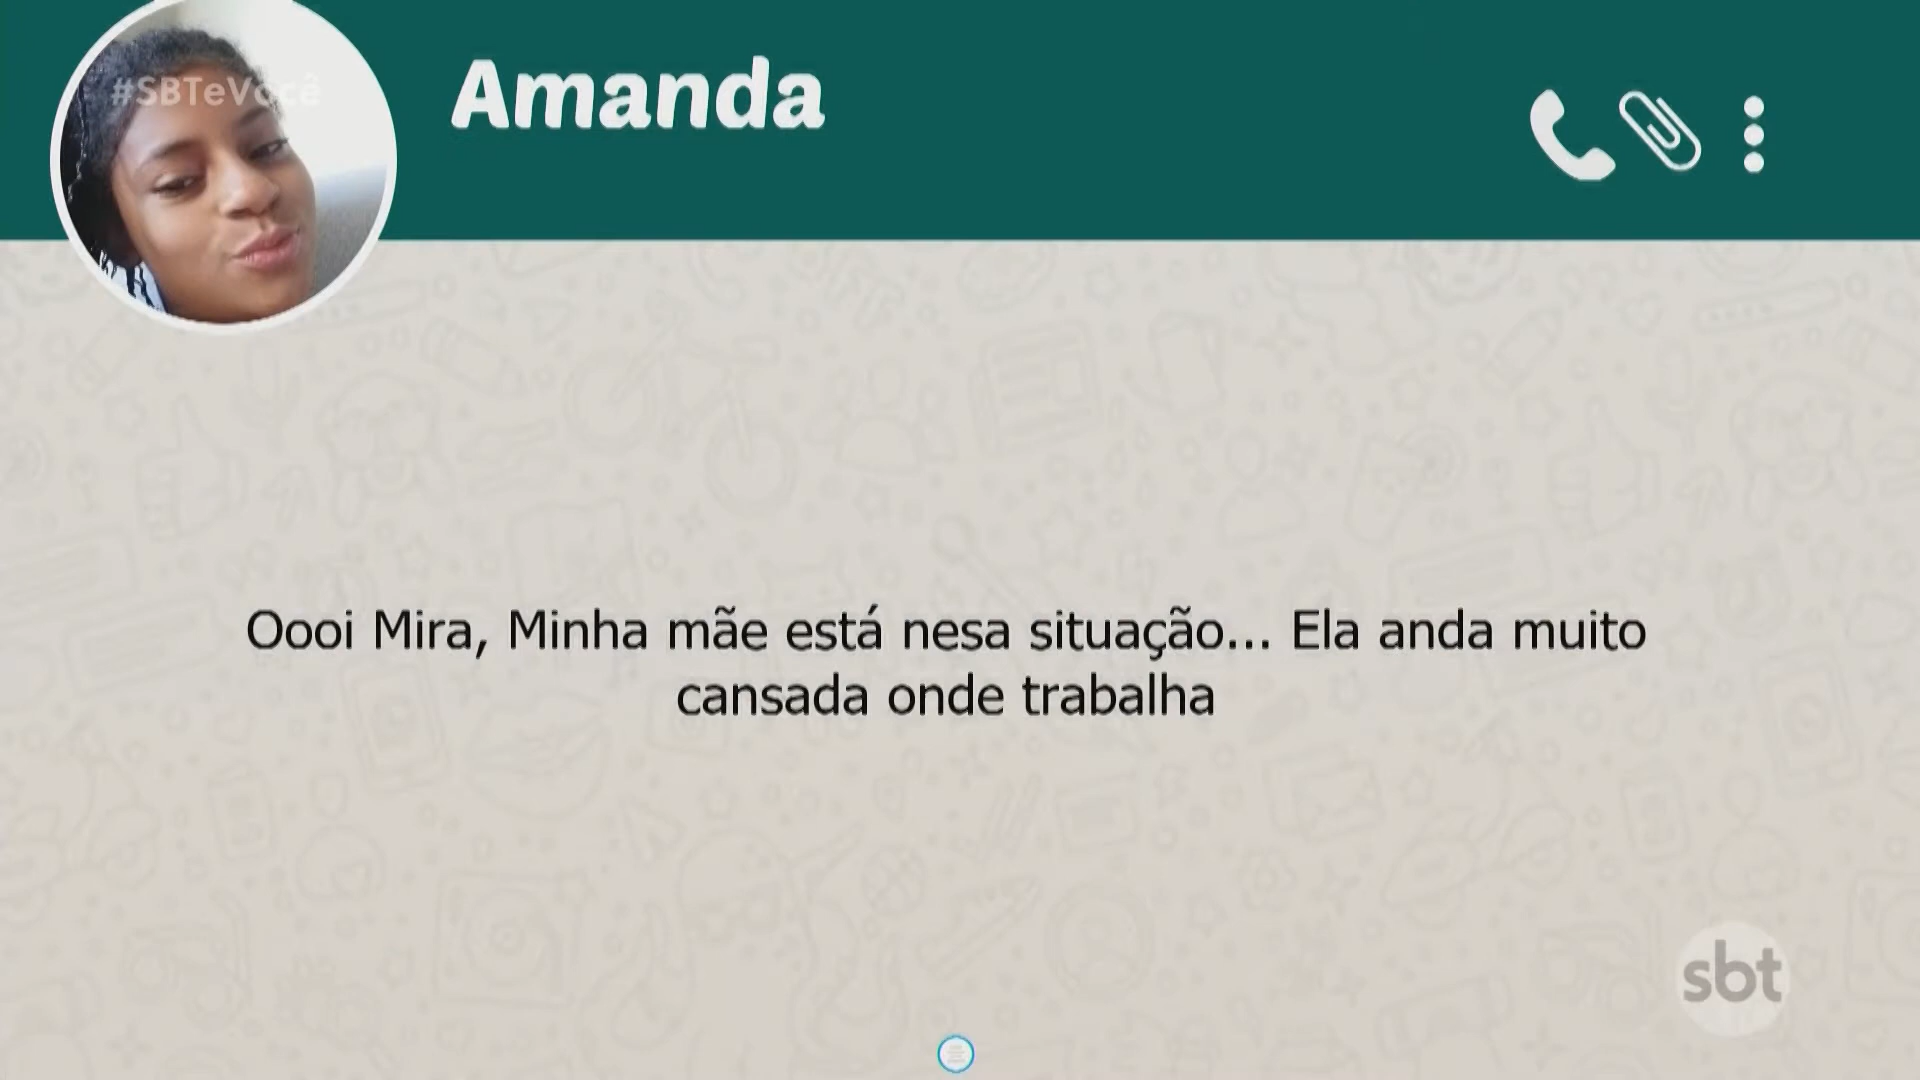 #SBTeVocê
Amanda
Oooi Mira, Minha mãe está nesa situação... Ela anda muito
cansada onde trabalha
sbt